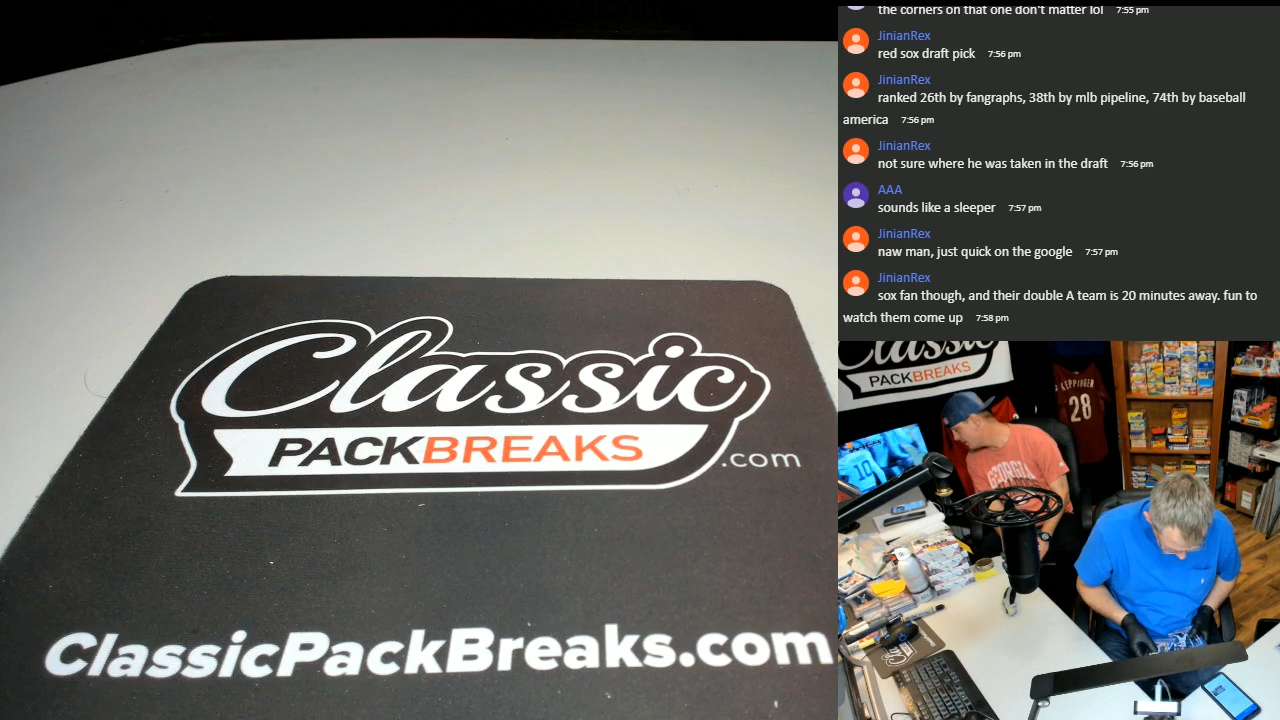 the corners on that one don't matter lol 7:55 pm
JinianRex
red sox draft pick 7:56 pm
JinianRex
ranked 26th by fangraphs, 38th by mlb pipeline, 74th by baseball
america 7:56 pm
JinianRex
not sure where he was taken in the draft 7:56 pm
AAA
sounds like a sleeper 7:57 pm
JinianRex
naw man, just quick on the google 7:57 pm
JinianRex
sox fan though, and their double A team is 20 minutes away. fun to
watch them come up 7:58 pm
Classic
PACKBREAKS
.com
ClassicPackBreaks.com
Classic
PACKBREAKS
LEPPINGER
28
GEORGIA
10